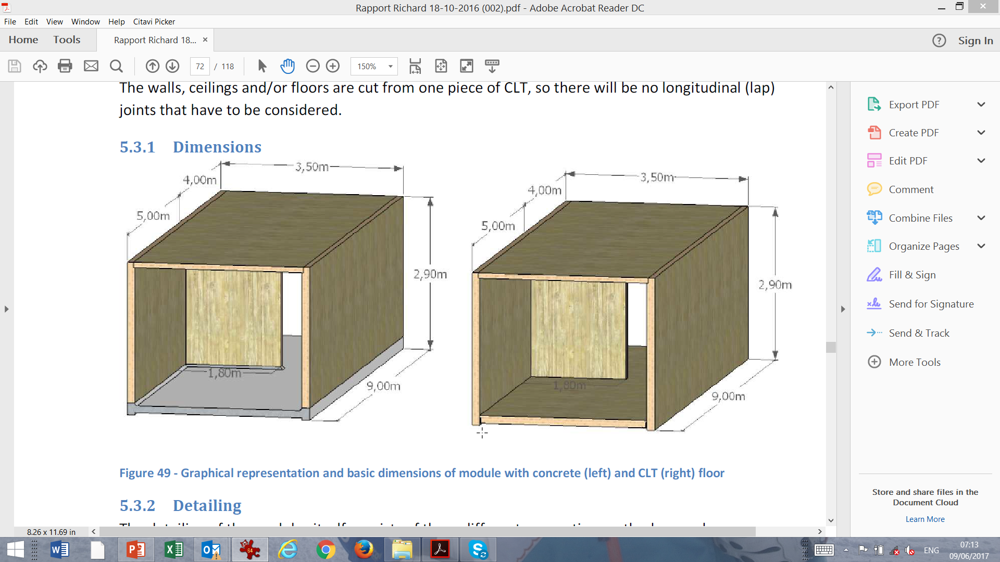 Rapport Richard 18-10-2016 (002).pdf - Adobe Acrobat Reader DC
File Edit View Window Help Citavi Picker
Home Tools Rapport Richard 18... × Sign In
72 / 118 150%
The walls, ceilings and/or floors are cut from one piece of CLT, so there will be no longitudinal (lap)
joints that have to be considered.
5.3.1 Dimensions
3,50m
4,00m
5,00m
2,90m
1,80m
9,00m
3,50m
4,00m
5,00m
2,90m
1,80m
9,00m
Figure 49 - Graphical representation and basic dimensions of module with concrete (left) and CLT (right) floor
5.3.2 Detailing
8.26 x 11.69 in
Export PDF
Create PDF
Edit PDF
Comment
Combine Files
Organize Pages
Fill & Sign
Send for Signature
Send & Track
More Tools
Store and share files in the
Document Cloud
Learn More
64
ENG
07:13
09/06/2017